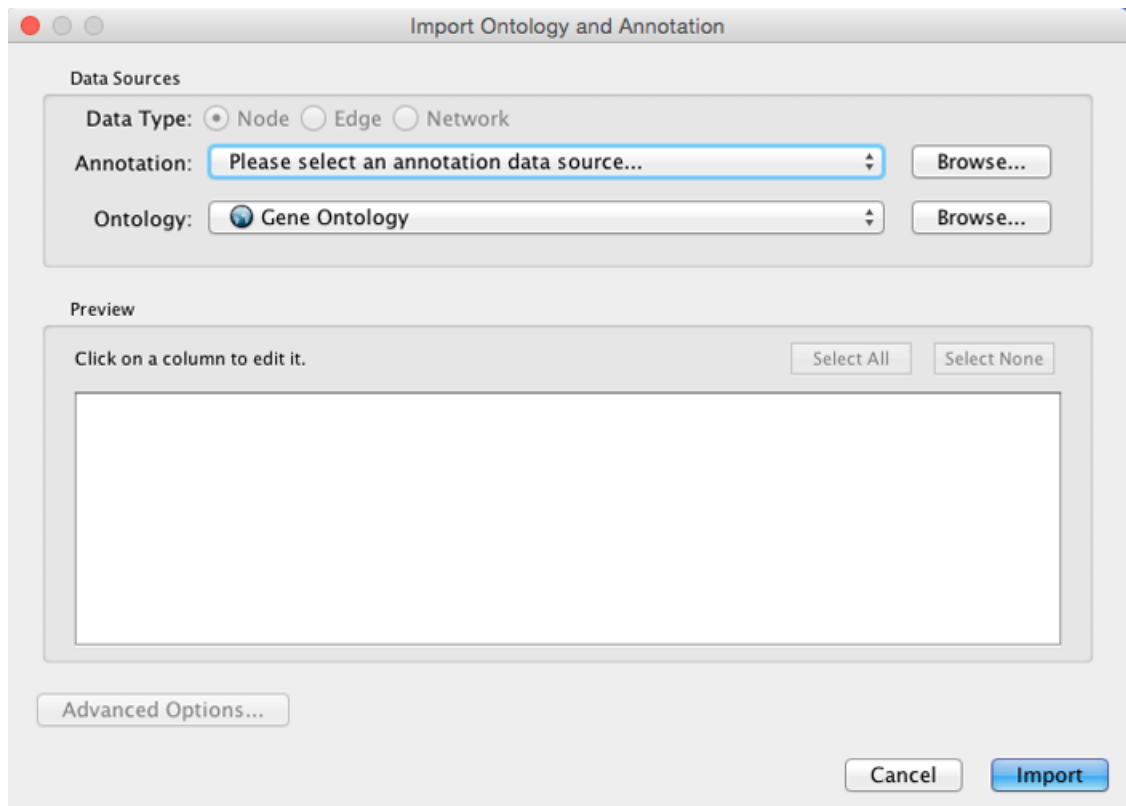 Import Ontology and Annotation
Data Sources
Data Type: Node Edge Network
Annotation: Please select an annotation data source... Browse...
Ontology: Gene Ontology Browse...
Preview
Click on a column to edit it. Select All Select None
Advanced Options...
Cancel Import